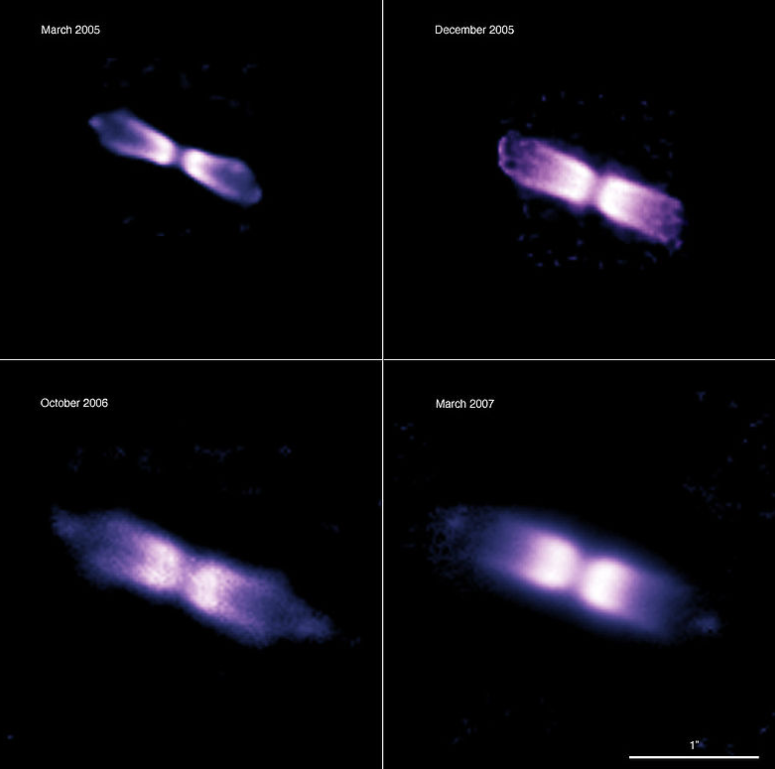 March 2005
December 2005
October 2006
March 2007
1"